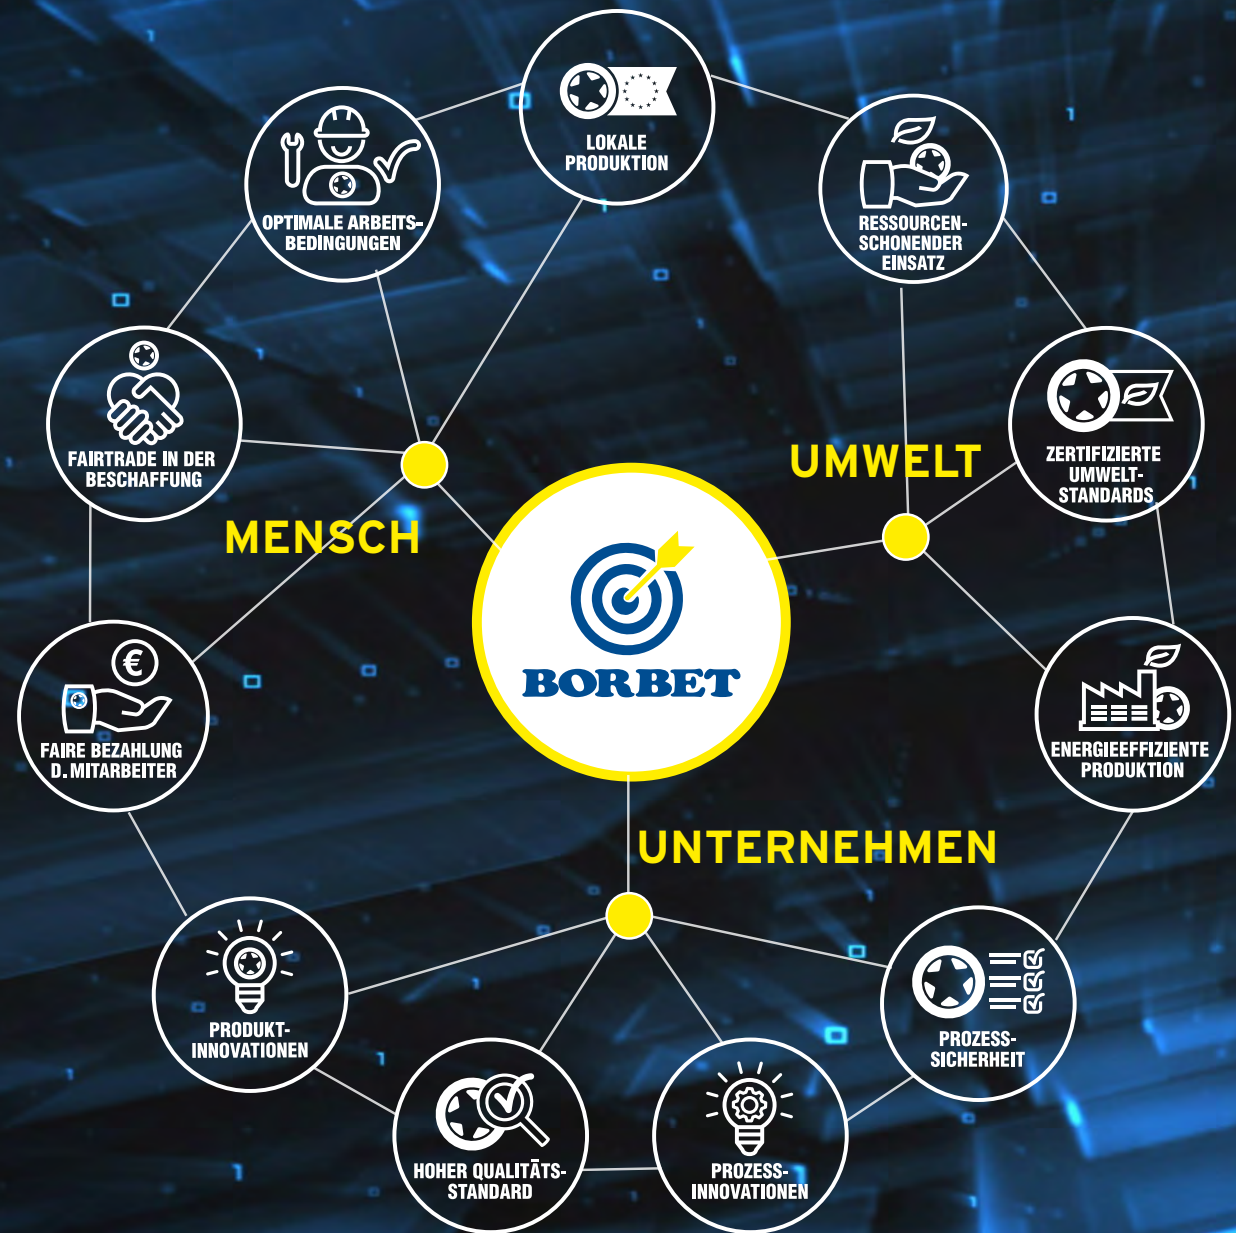 LOKALE
PRODUKTION
OPTIMALE ARBEITS-
BEDINGUNGEN
RESSOURCEN-
SCHONENDER
EINSATZ
FAIRTRADE IN DER
BESCHAFFUNG
ZERTIFIZIERTE
UMWELT-
STANDARDS
UMWELT
MENSCH
BORBET
€
FAIRE BEZAHLUNG
D. MITARBEITER
ENERGIEEFFIZIENTE
PRODUKTION
UNTERNEHMEN
PRODUKT-
INNOVATIONEN
PROZESS-
SICHERHEIT
HOHER QUALITÄTS-
STANDARD
PROZESS-
INNOVATIONEN